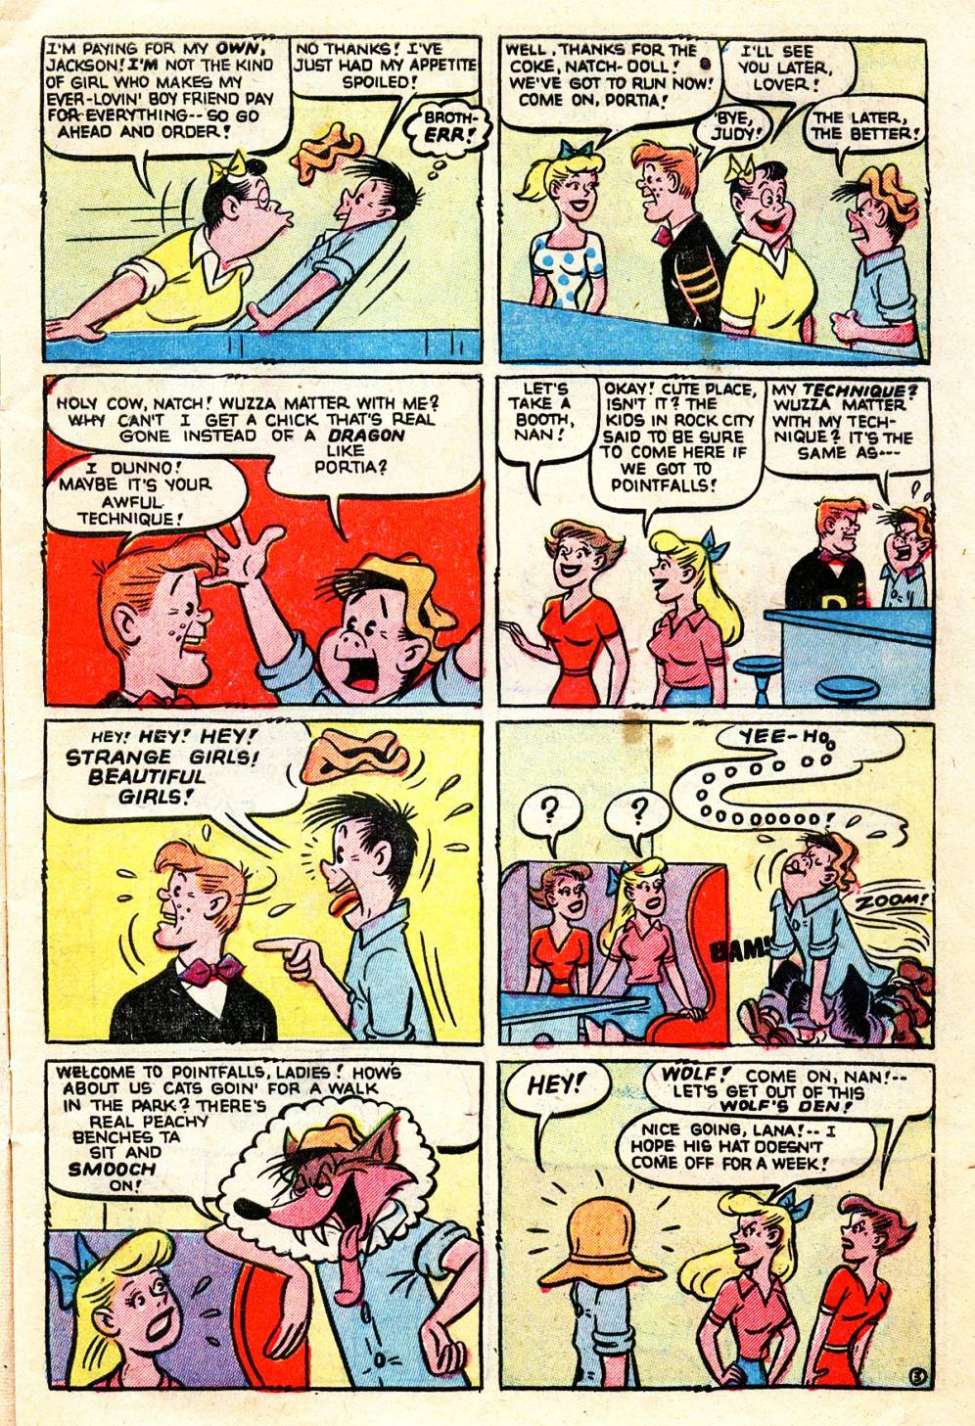 I'M PAYING FOR MY OWN,
JACKSON! I'M NOT THE KIND
OF GIRL WHO MAKES MY
EVER-LOVIN' BOY FRIEND PAY
FOR EVERYTHING-- SO GO
AHEAD AND ORDER!
NO THANKS! I'VE
JUST HAD MY APPETITE
SPOILED!
BROTH-
ERR!
WELL, THANKS FOR THE
COKE, NATCH-DOLL!
WE'VE GOT TO RUN NOW!
COME ON, PORTIA!
I'LL SEE
YOU LATER,
LOVER!
'BYE,
JUDY!
THE LATER,
THE BETTER!
HOLY COW, NATCH! WUZZA MATTER WITH ME?
WHY CAN'T I GET A CHICK THAT'S REAL
GONE INSTEAD OF A DRAGON
LIKE
PORTIA?
I DUNNO!
MAYBE IT'S YOUR
AWFUL
TECHNIQUE!
LET'S
TAKE A
BOOTH,
NAN!
OKAY! CUTE PLACE,
ISN'T IT? THE
KIDS IN ROCK CITY
SAID TO BE SURE
TO COME HERE IF
WE GOT TO
POINTFALLS!
MY TECHNIQUE?
WUZZA MATTER
WITH MY TECH-
NIQUE? IT'S THE
SAME AS---
HEY! HEY! HEY!
STRANGE GIRLS!
BEAUTIFUL
GIRLS!
YEE-HOO
OOOOOOO
OOOOOOOO!
?
?
BAM!
ZOOM!
WELCOME TO POINTFALLS, LADIES! HOW'S
ABOUT US CATS GOIN' FOR A WALK
IN THE PARK? THERE'S
REAL PEACHY
BENCHES TA
SIT AND
SMOOCH
ON!
HEY!
WOLF! COME ON, NAN!--
LET'S GET OUT OF THIS
WOLF'S DEN!
NICE GOING, LANA!-- I
HOPE HIS HAT DOESN'T
COME OFF FOR A WEEK!
3